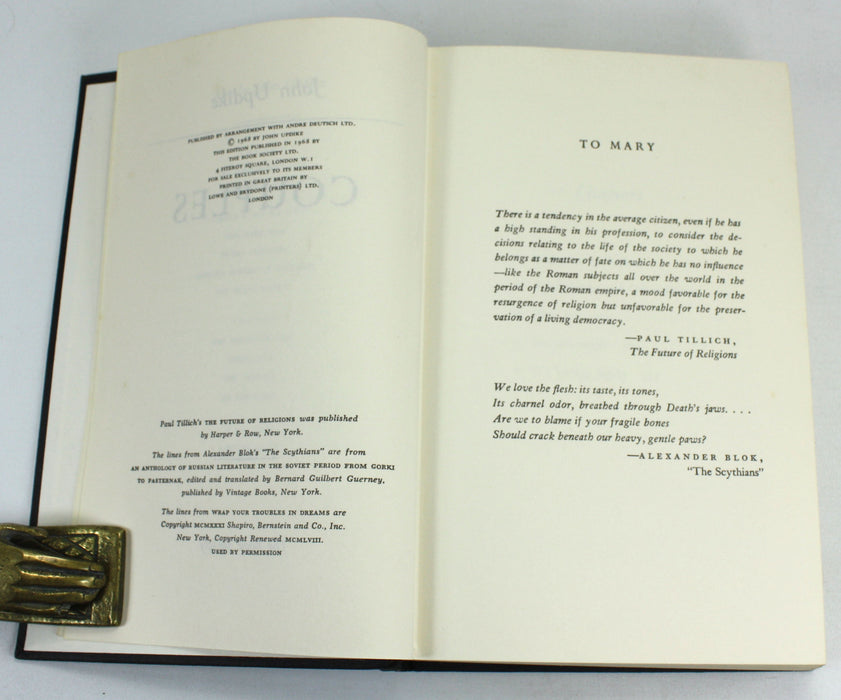 John Updike
COUPLES
PUBLISHED BY ARRANGEMENT WITH ANDRE DEUTSCH LTD.
© 1968 BY JOHN UPDIKE
THIS EDITION PUBLISHED IN 1968 BY
THE BOOK SOCIETY LTD.
4 FITZROY SQUARE, LONDON W.1
FOR SALE EXCLUSIVELY TO ITS MEMBERS
PRINTED IN GREAT BRITAIN BY
LOWE AND BRYDONE (PRINTERS) LTD.
LONDON
Paul Tillich's THE FUTURE OF RELIGIONS was published
by Harper & Row, New York.
The lines from Alexander Blok's "The Scythians" are from
AN ANTHOLOGY OF RUSSIAN LITERATURE IN THE SOVIET PERIOD FROM GORKI
TO PASTERNAK, edited and translated by Bernard Guilbert Guerney,
published by Vintage Books, New York.
The lines from WRAP YOUR TROUBLES IN DREAMS are
Copyright MCMXXXI Shapiro, Bernstein and Co., Inc.
New York, Copyright Renewed MCMLVIII.
USED BY PERMISSION
TO MARY
There is a tendency in the average citizen, even if he has
a high standing in his profession, to consider the de-
cisions relating to the life of the society to which he
belongs as a matter of fate on which he has no influence
—like the Roman subjects all over the world in the
period of the Roman empire, a mood favorable for the
resurgence of religion but unfavorable for the preser-
vation of a living democracy.
—PAUL TILLICH,
The Future of Religions
We love the flesh: its taste, its tones,
Its charnel odor, breathed through Death's jaws. . . .
Are we to blame if your fragile bones
Should crack beneath our heavy, gentle paws?
—ALEXANDER BLOK,
"The Scythians"